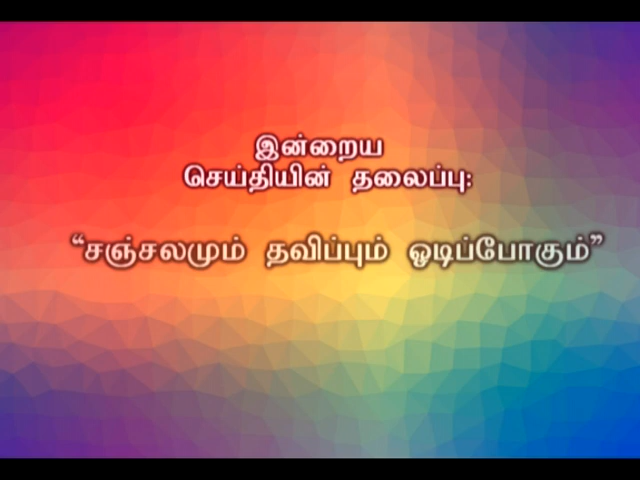 இன்றைய
செய்தியின் தலைப்பு:
“சஞ்சலமும் தவிப்பும் ஓடிப்போகும்”